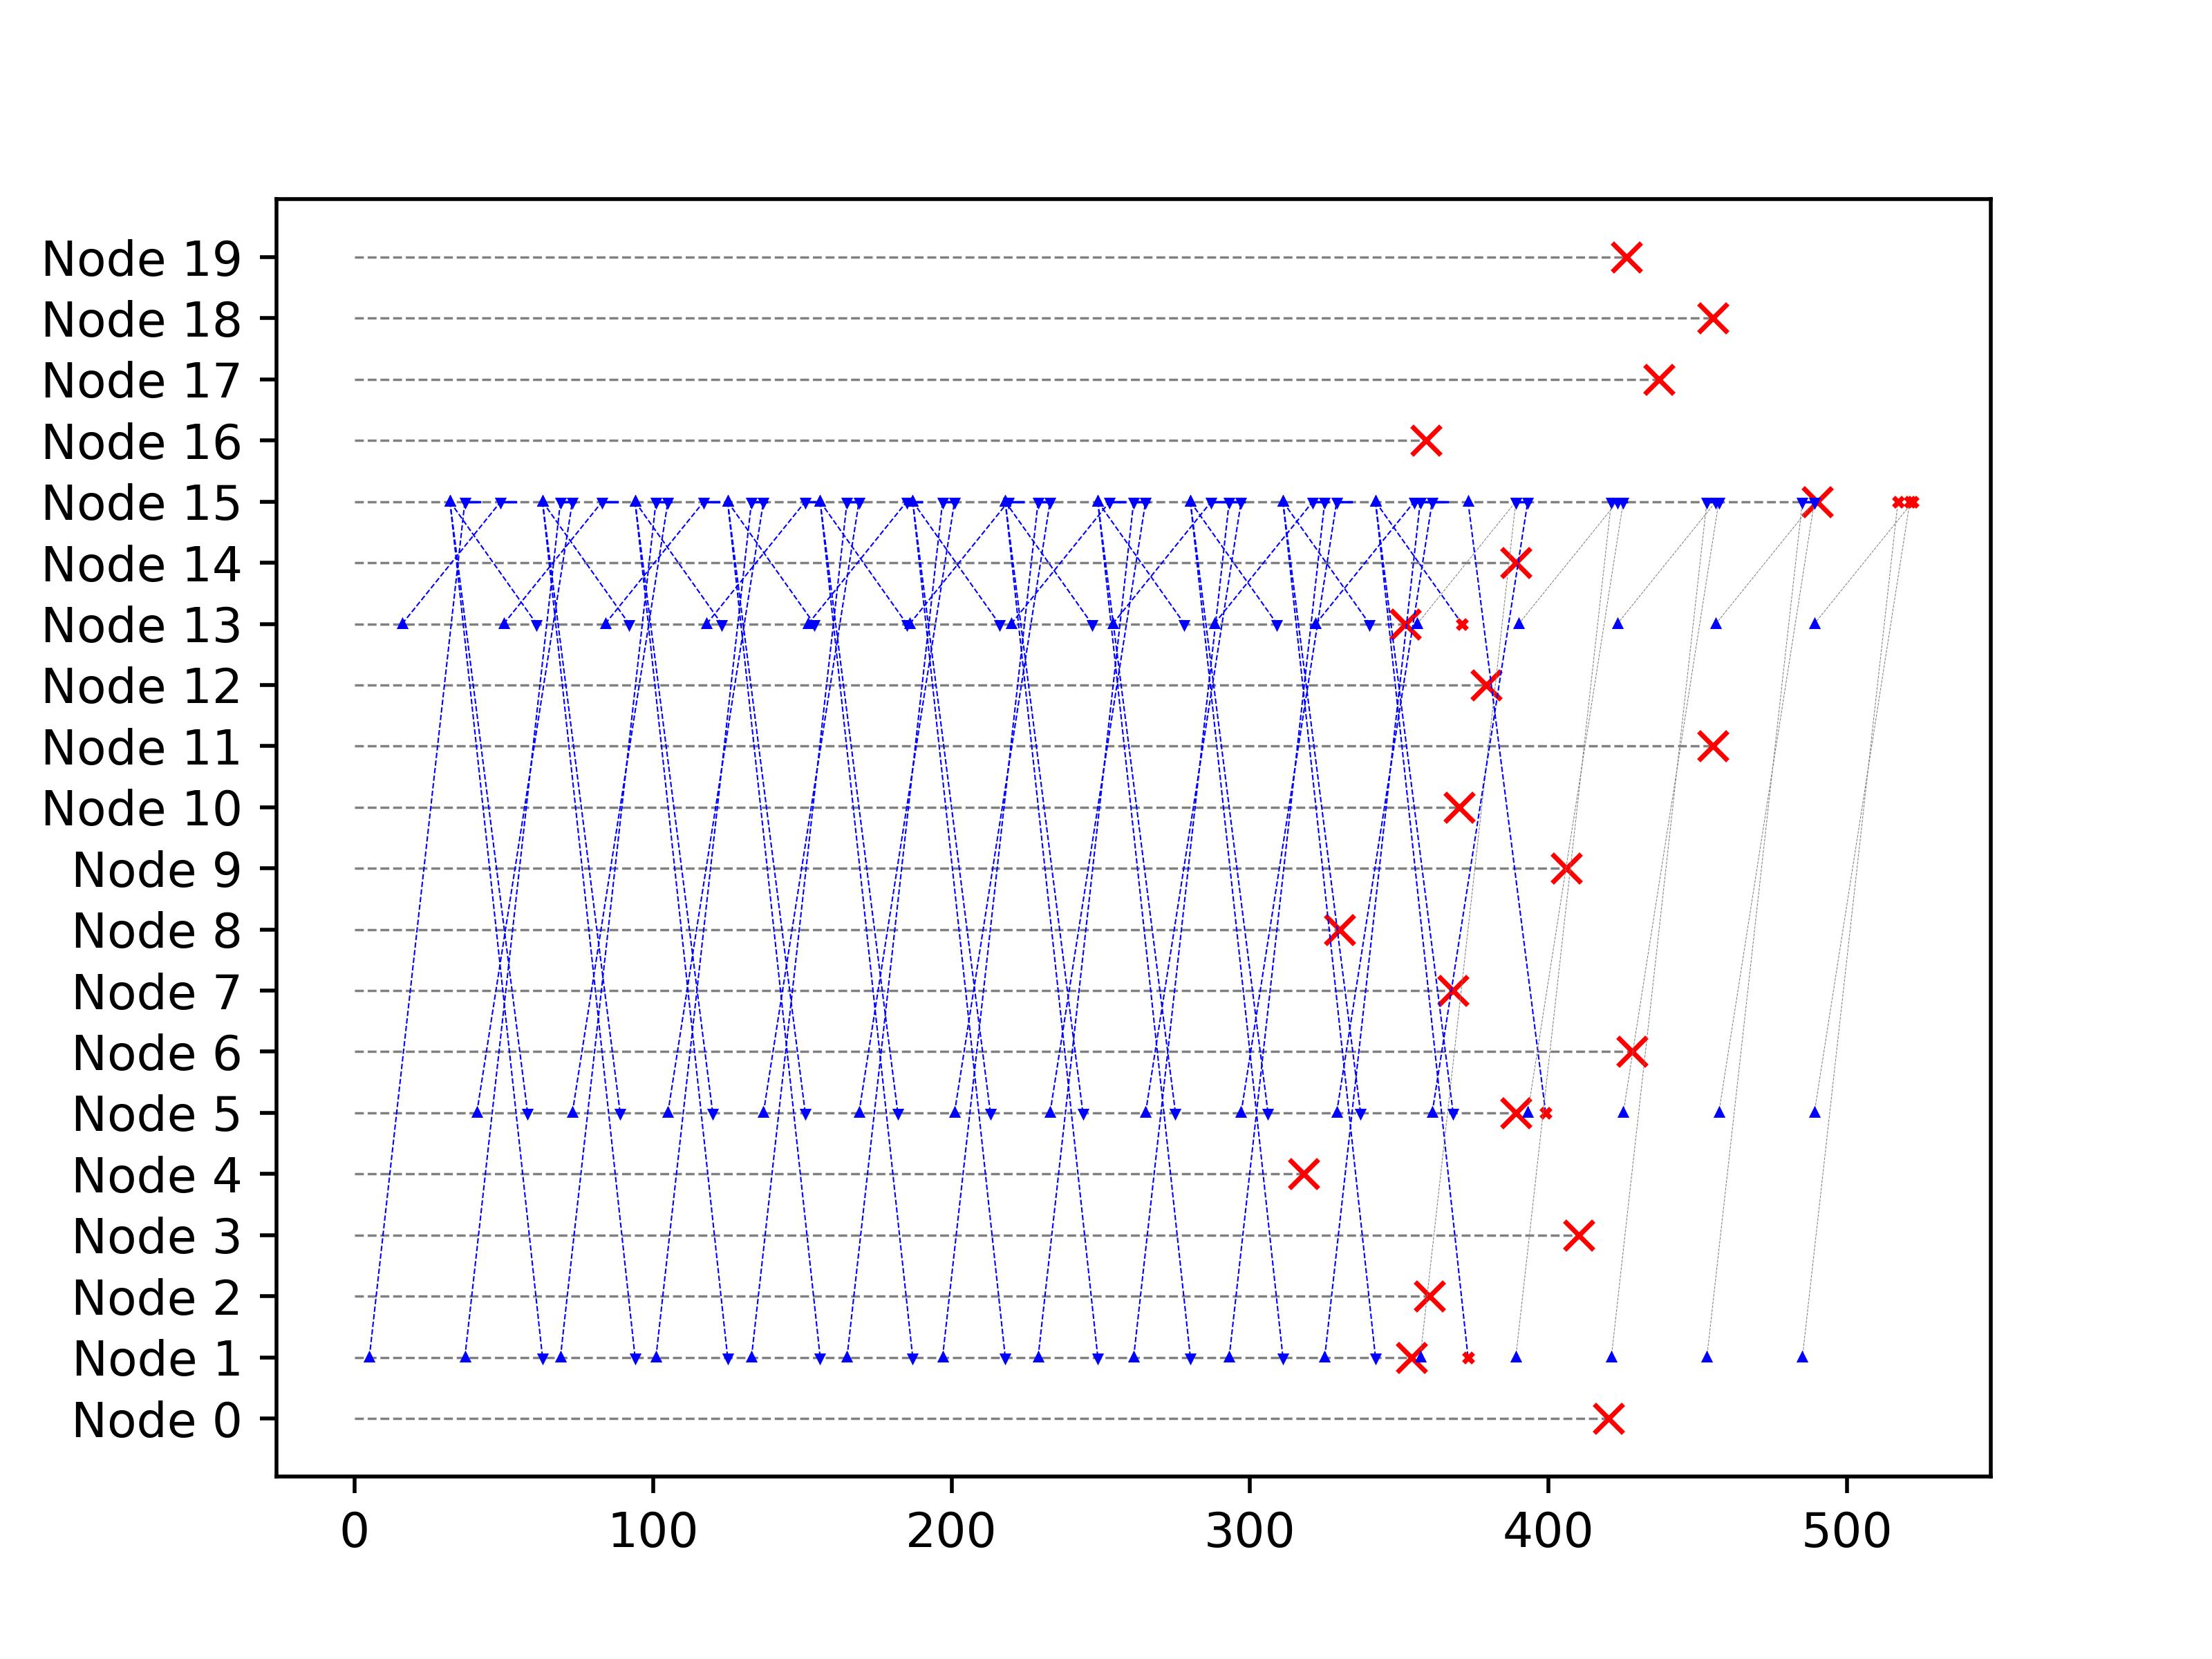 Node 19
Node 18
Node 17
Node 16
Node 15
Node 14
Node 13
Node 12
Node 11
Node 10
Node 9
Node 8
Node 7
Node 6
Node 5
Node 4
Node 3
Node 2
Node 1
Node 0
0 100 200 300 400 500